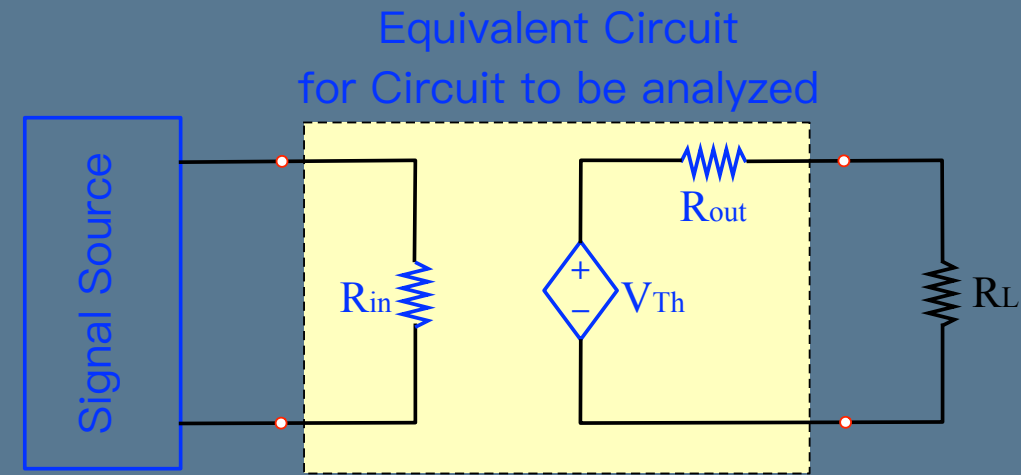 Equivalent Circuit
for Circuit to be analyzed
Signal Source
Rin
+
−
VTh
Rout
RL